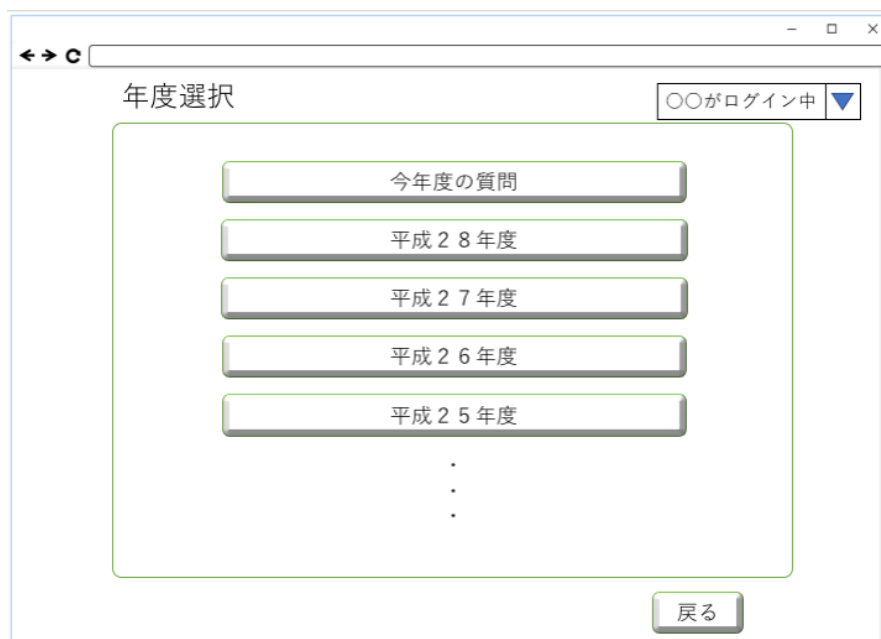 年度選択
○○がログイン中
今年度の質問
平成２８年度
平成２７年度
平成２６年度
平成２５年度
・
・
・
戻る